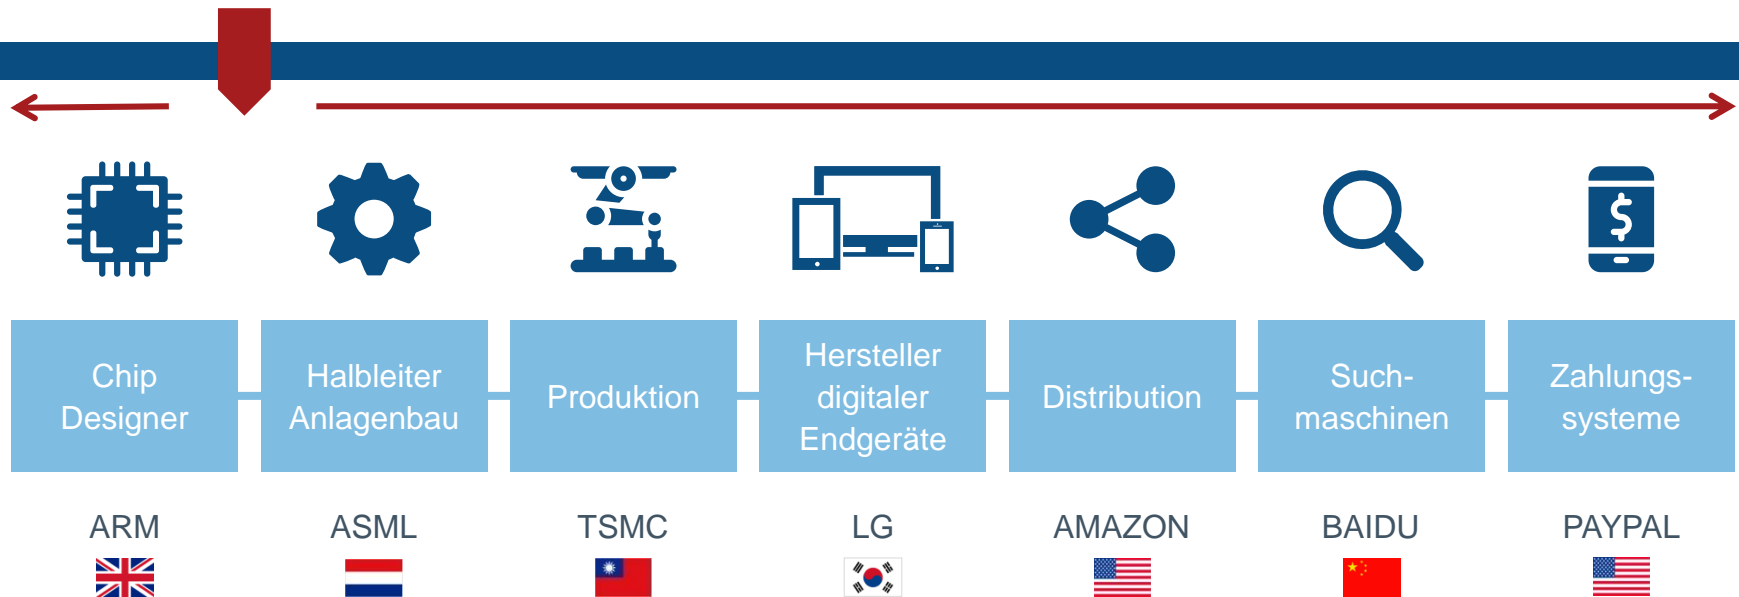 Chip
Designer
Halbleiter
Anlagenbau
Produktion
Hersteller
digitaler
Endgeräte
Distribution
Such-
maschinen
Zahlungs-
systeme
ARM
ASML
TSMC
LG
AMAZON
BAIDU
PAYPAL